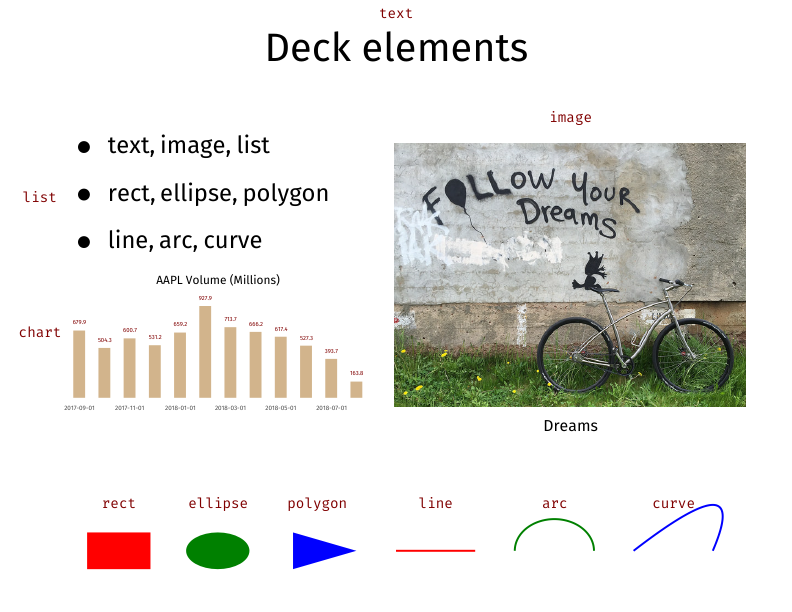 text
Deck elements
image
text, image, list
list
rect, ellipse, polygon
line, arc, curve
FOLLOW YOUR
Dreams
AAPL Volume (Millions)
chart
679.9 504.3 600.7 531.2 659.2 927.9 713.7 666.2 617.4 527.3 393.7 163.8
2017-09-01 2017-11-01 2018-01-01 2018-03-01 2018-05-01 2018-07-01
Dreams
rect ellipse polygon line arc curve